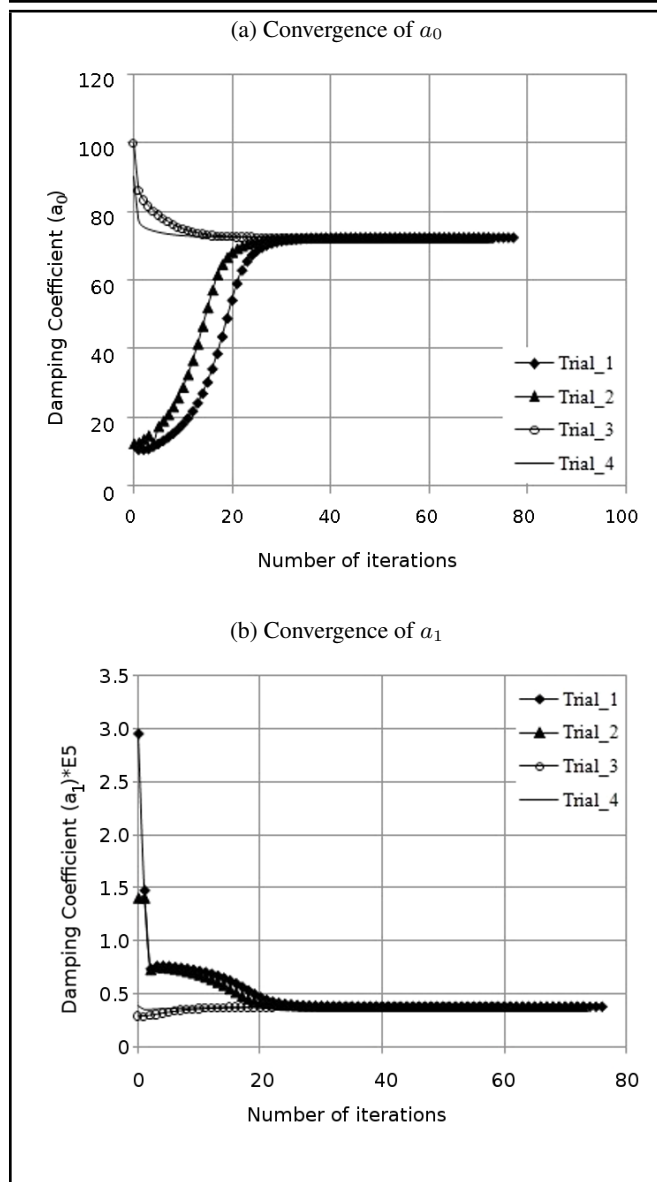 (a) Convergence of a₀
120
100
80
60
40
20
0
Damping Coefficient (a₀)
Trial_1
Trial_2
Trial_3
Trial_4
0 20 40 60 80 100
Number of iterations
(b) Convergence of a₁
3.5
3.0
2.5
2.0
1.5
1.0
0.5
0
Damping Coefficient (a₁)*E5
Trial_1
Trial_2
Trial_3
Trial_4
0 20 40 60 80
Number of iterations